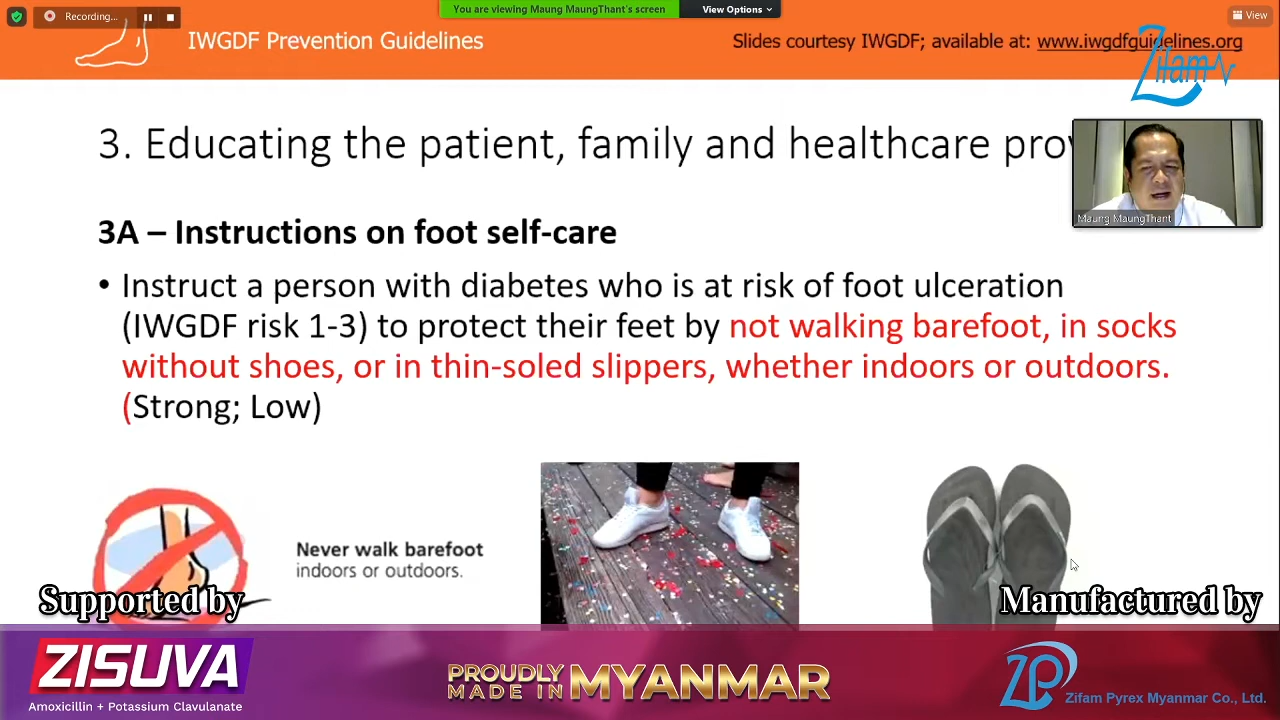 Recording...
You are viewing Maung MaungThant's screen
View Options
View
IWGDF Prevention Guidelines
Slides courtesy IWGDF; available at: www.iwgdfguidelines.org
Zifam
3. Educating the patient, family and healthcare prov
Maung MaungThant
3A – Instructions on foot self-care
• Instruct a person with diabetes who is at risk of foot ulceration
(IWGDF risk 1-3) to protect their feet by not walking barefoot, in socks
without shoes, or in thin-soled slippers, whether indoors or outdoors.
(Strong; Low)
Never walk barefoot
indoors or outdoors.
Supported by
Manufactured by
ZISUVA
Amoxicillin + Potassium Clavulanate
PROUDLY
MADE IN MYANMAR
ZP
Zifam Pyrex Myanmar Co., Ltd.